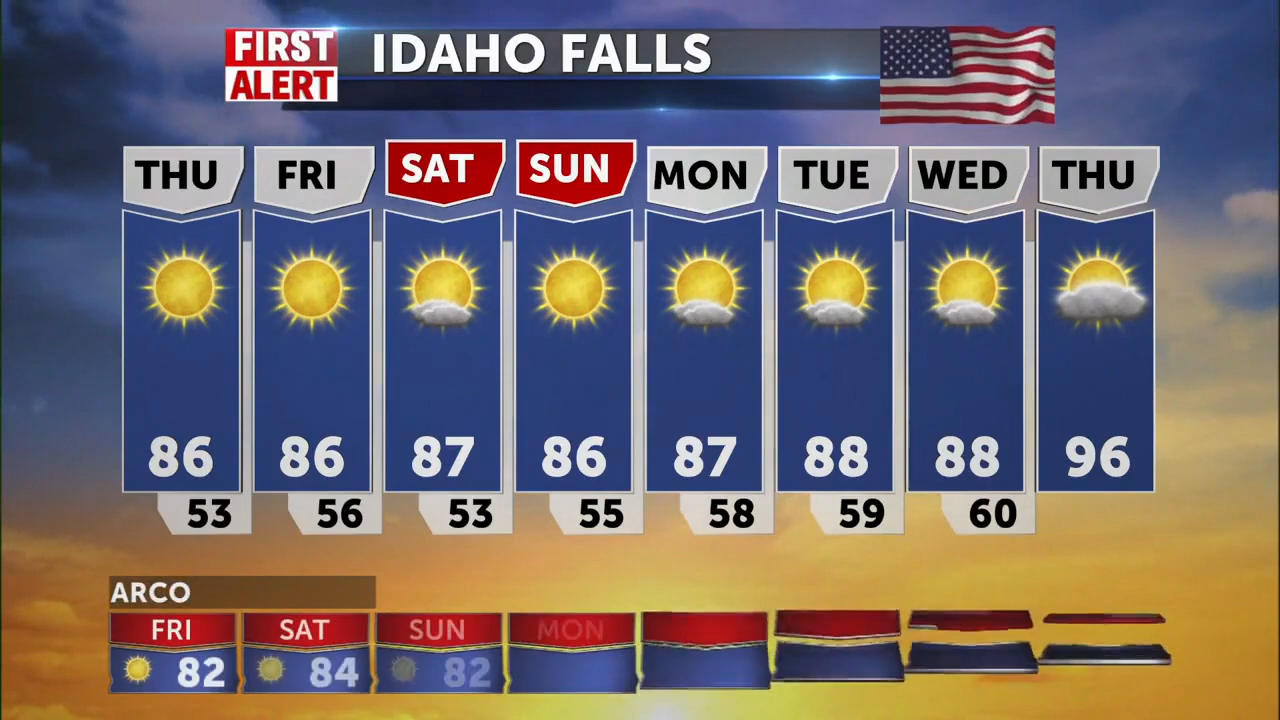 FIRST
ALERT
IDAHO FALLS
THU FRI SAT SUN MON TUE WED THU
86 86 87 86 87 88 88 96
53 56 53 55 58 59 60
ARCO
FRI SAT SUN MON
82 84 82